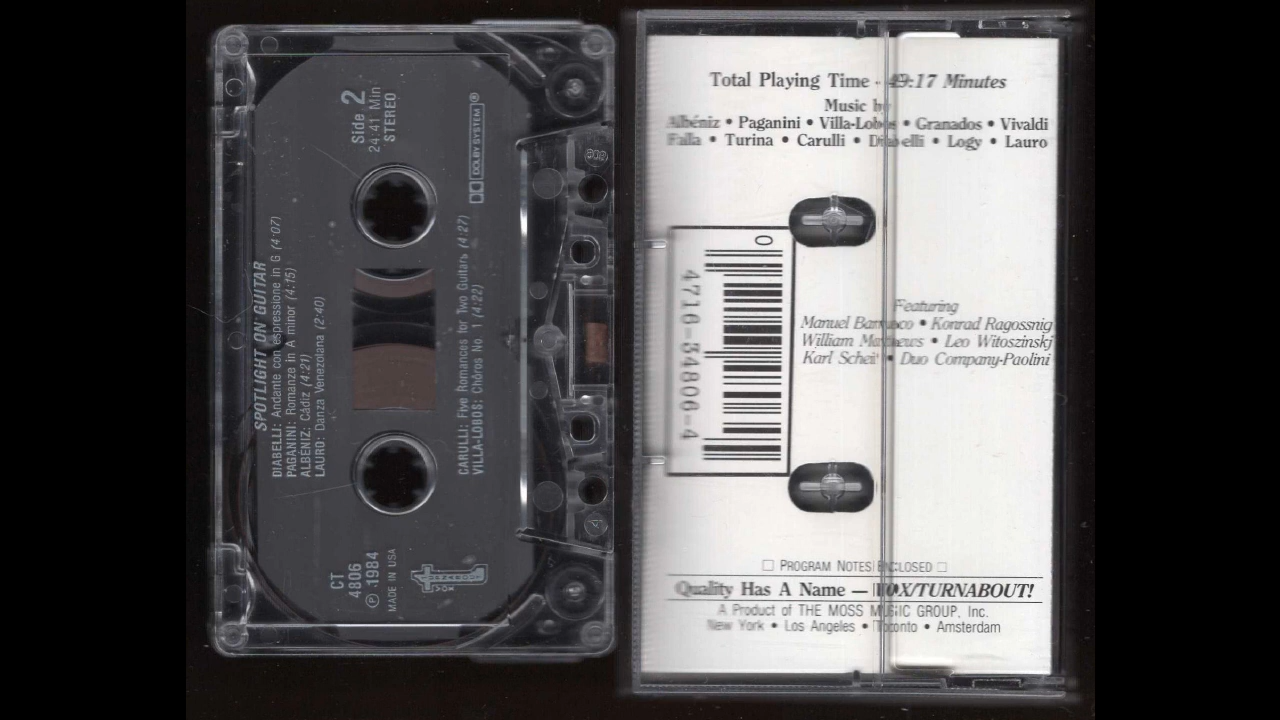 SPOTLIGHT ON GUITAR
DIABELLI: Andante con espressione in G (4:07)
PAGANINI: Romanze in A minor (4:15)
ALBENIZ: Cádiz (4:21)
LAURO: Danza Venezolana (2:40)
Side 2
24:41 Min
STEREO
CARULLI: Five Romances for Two Guitars (4:27)
VILLA-LOBOS: Chôros No. 1 (4:22)
DOLBY SYSTEM®
CT
4806
℗ 1984
MADE IN USA
VOX
Total Playing Time - 49:17 Minutes
Music by
Albéniz • Paganini • Villa-Lobos • Granados • Vivaldi
Falla • Turina • Carulli • Diabelli • Logy • Lauro
0
4716-34806-4
Featuring
Manuel Barrueco • Konrad Ragossnig
William Matthews • Leo Witoszinskj
Karl Scheit • Duo Company-Paolini
□ PROGRAM NOTES ENCLOSED □
Quality Has A Name — VOX/TURNABOUT!
A Product of THE MOSS MUSIC GROUP, Inc.
New York • Los Angeles • Toronto • Amsterdam